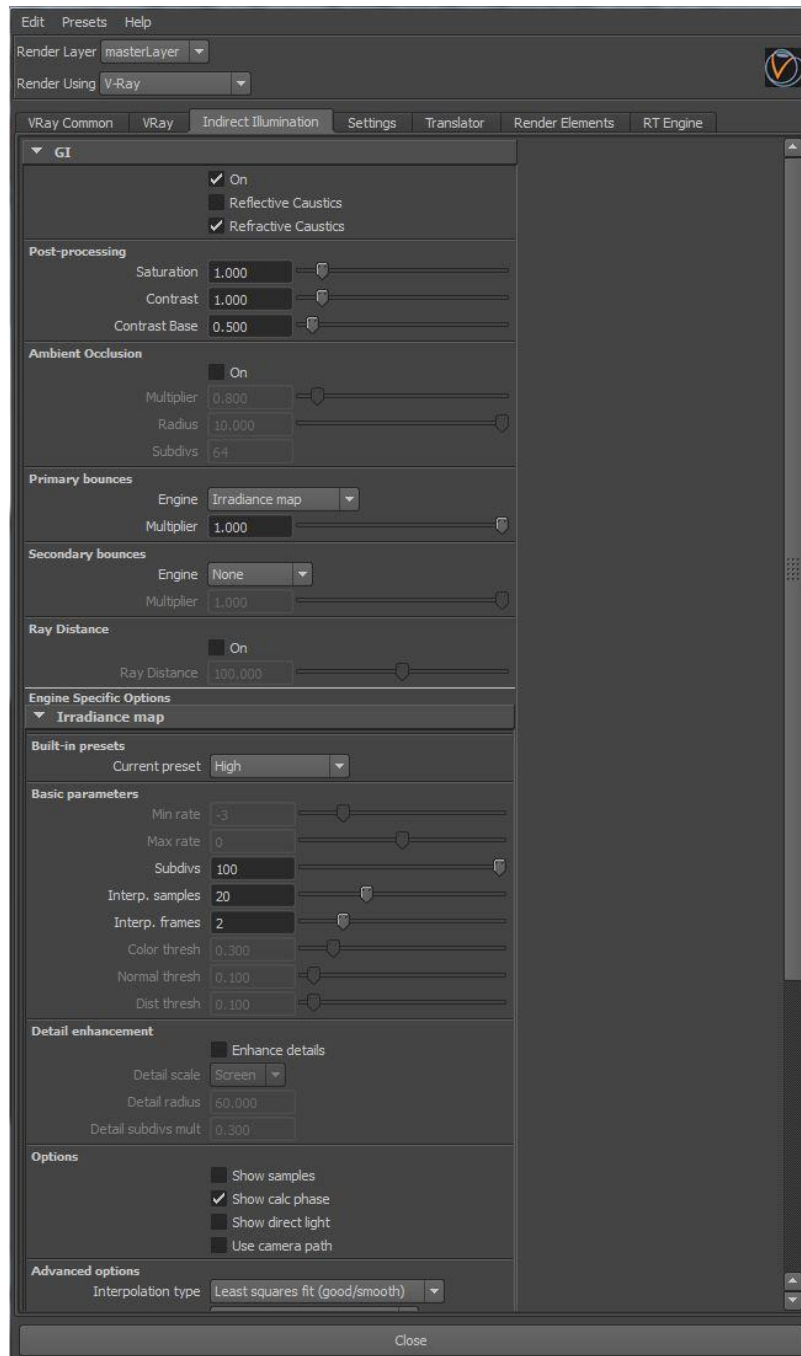 Edit Presets Help
Render Layer masterLayer
Render Using V-Ray
VRay Common VRay Indirect Illumination Settings Translator Render Elements RT Engine
GI
On
Reflective Caustics
Refractive Caustics
Post-processing
Saturation 1.000
Contrast 1.000
Contrast Base 0.500
Ambient Occlusion
On
Multiplier 0.800
Radius 10.000
Subdivs 64
Primary bounces
Engine Irradiance map
Multiplier 1.000
Secondary bounces
Engine None
Multiplier 1.000
Ray Distance
On
Ray Distance 100.000
Engine Specific Options
Irradiance map
Built-in presets
Current preset High
Basic parameters
Min rate -3
Max rate 0
Subdivs 100
Interp. samples 20
Interp. frames 2
Color thresh 0.300
Normal thresh 0.100
Dist thresh 0.100
Detail enhancement
Enhance details
Detail scale Screen
Detail radius 60.000
Detail subdivs mult 0.300
Options
Show samples
Show calc phase
Show direct light
Use camera path
Advanced options
Interpolation type Least squares fit (good/smooth)
Close